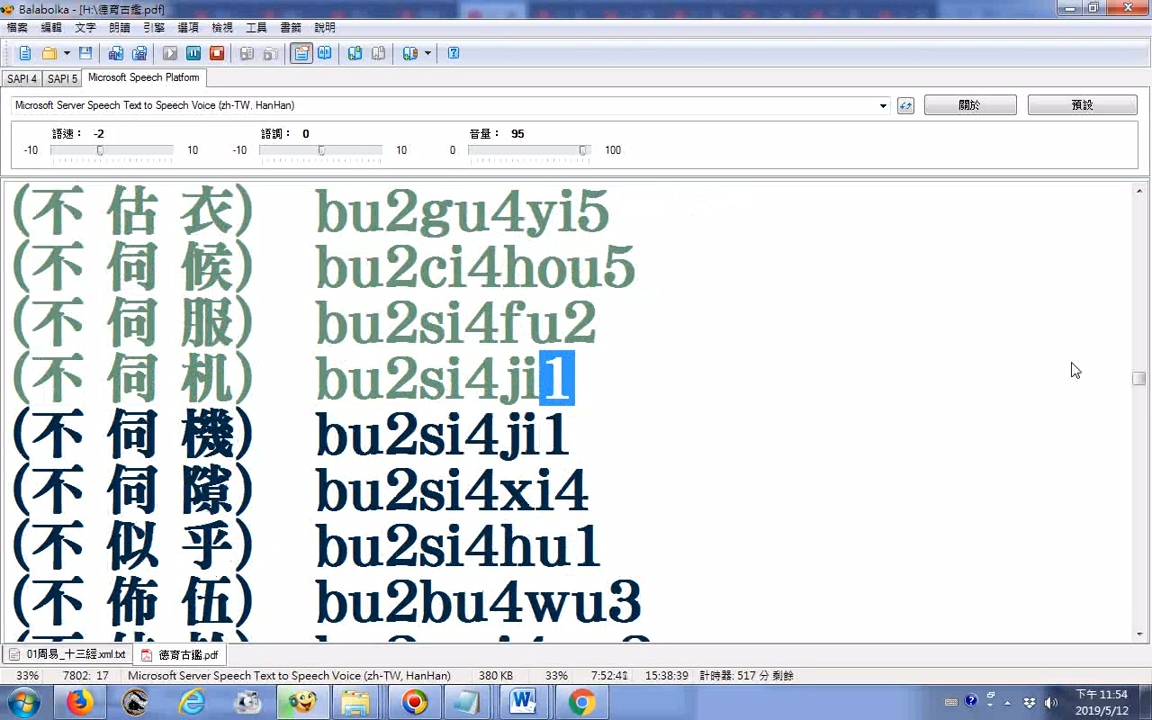 Balabolka - [H:\德育古鑑.pdf]
檔案 編輯 文字 朗讀 引擎 選項 檢視 工具 書籤 說明
SAPI 4 SAPI 5 Microsoft Speech Platform
Microsoft Server Speech Text to Speech Voice (zh-TW, HanHan) 關於 預設
語速： -2 語調： 0 音量： 95
-10 10 -10 10 0 100
(不 估 衣) bu2gu4yi5
(不 伺 候) bu2ci4hou5
(不 伺 服) bu2si4fu2
(不 伺 机) bu2si4ji1
(不 伺 機) bu2si4ji1
(不 伺 隙) bu2si4xi4
(不 似 乎) bu2si4hu1
(不 佈 伍) bu2bu4wu3
01周易_十三經.xml.txt 德育古鑑.pdf
33% 7802: 17 Microsoft Server Speech Text to Speech Voice (zh-TW, HanHan) 380 KB 33% 7:52:41 15:38:39 計時器: 517 分 剩餘
下午 11:54
2019/5/12